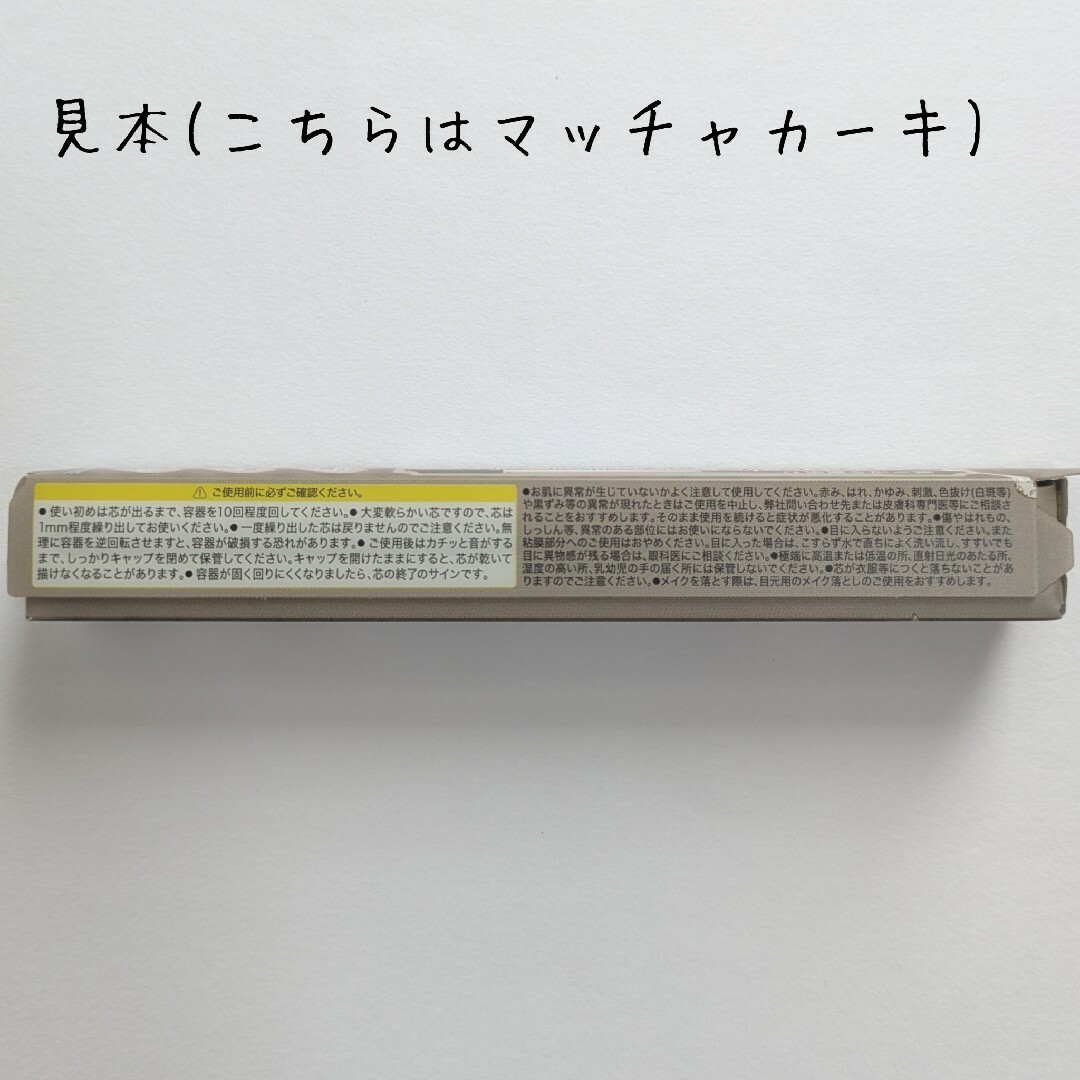 見本(こちらはマッチャカーキ)
⚠ ご使用前に必ずご確認ください。
●使い初めは芯が出るまで、容器を10回程度回してください。●大変軟らかい芯ですので、芯は
1mm程度繰り出してお使いください。●一度繰り出した芯は戻りませんのでご注意ください。無
理に容器を逆回転させますと、容器が破損する恐れがあります。●ご使用後はカチッと音がする
まで、しっかりキャップを閉めて保管してください。キャップを開けたままにすると、芯が乾いて
描けなくなることがあります。●容器が固く回りにくくなりましたら、芯の終了のサインです。
●お肌に異常が生じていないかよく注意して使用してください。赤み、はれ、かゆみ、刺激、色抜け(白斑等)
や黒ずみ等の異常が現れたときはご使用を中止し、弊社問い合わせ先または皮膚科専門医等にご相談さ
れることをおすすめします。そのまま使用を続けると症状が悪化することがあります。●傷やはれもの、
しっしん等、異常のある部位にはお使いにならないでください。●目に入らないようご注意ください。また
粘膜部分へのご使用はおやめください。目に入った場合は、こすらず水で直ちによく洗い流し、すすいでも
目に異物感が残る場合は、眼科医にご相談ください。●極端に高温または低温の所、直射日光のあたる所、
湿度の高い所、乳幼児の手の届く所には保管しないでください。●芯が衣服等につくと落ちないことがあ
りますのでご注意ください。●メイクを落とす際は、目元用のメイク落としのご使用をおすすめします。